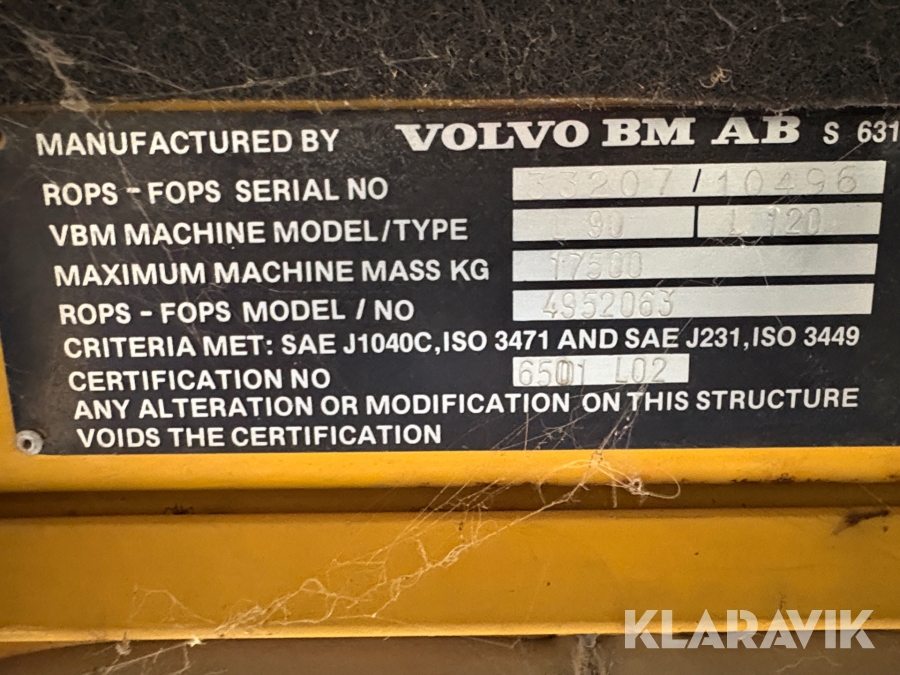 MANUFACTURED BY VOLVO BM AB S 631
ROPS - FOPS SERIAL NO 33207/10496
VBM MACHINE MODEL/TYPE L 90 L 120
MAXIMUM MACHINE MASS KG 17500
ROPS - FOPS MODEL / NO 4952063
CRITERIA MET: SAE J1040C, ISO 3471 AND SAE J231, ISO 3449
CERTIFICATION NO 6501 L02
ANY ALTERATION OR MODIFICATION ON THIS STRUCTURE
VOIDS THE CERTIFICATION
KLARAVIK